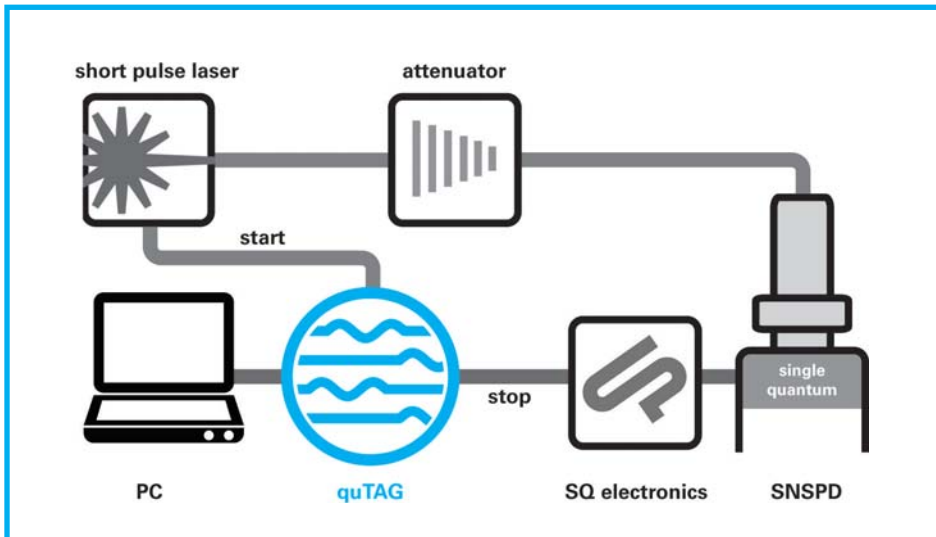 short pulse laser
attenuator
start
single
quantum
stop
PC
quTAG
SQ electronics
SNSPD